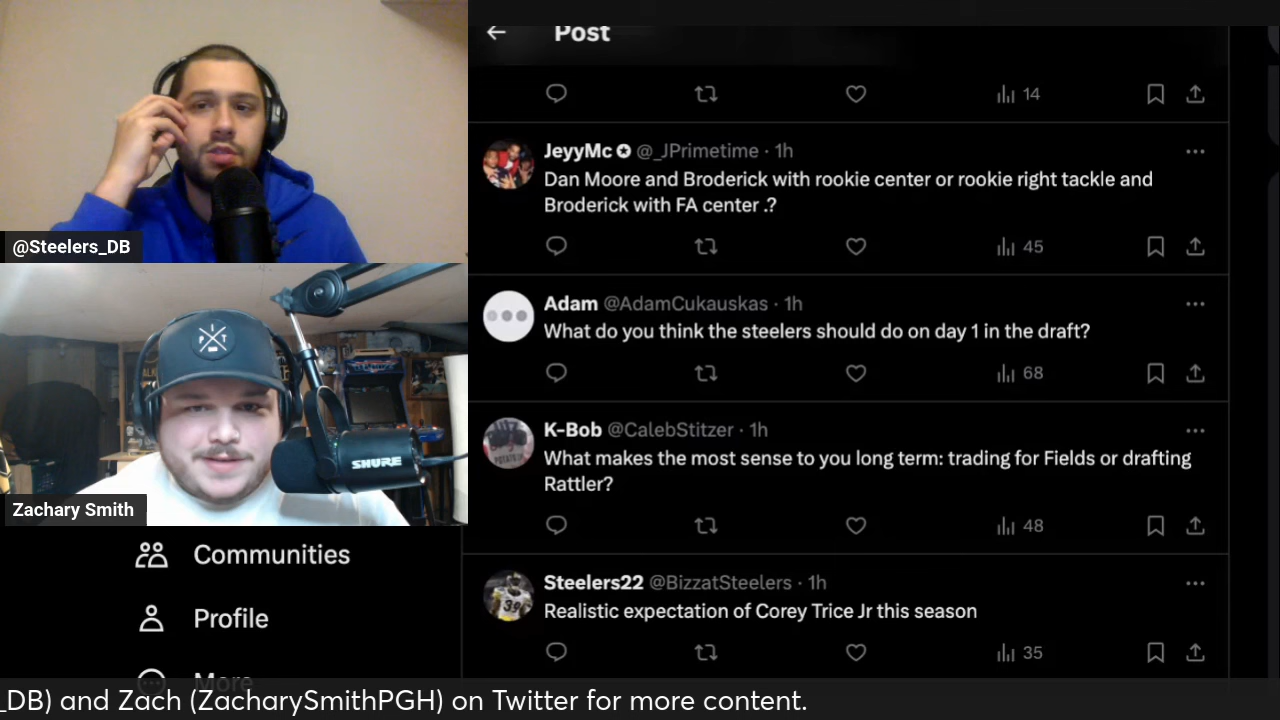 Post
14
JeyyMc @_JPrimetime · 1h
Dan Moore and Broderick with rookie center or rookie right tackle and
Broderick with FA center .?
45
Adam @AdamCukauskas · 1h
What do you think the steelers should do on day 1 in the draft?
68
K-Bob @CalebStitzer · 1h
What makes the most sense to you long term: trading for Fields or drafting
Rattler?
48
Steelers22 @BizzatSteelers · 1h
Realistic expectation of Corey Trice Jr this season
35
@Steelers_DB
PIT
SHURE
Zachary Smith
Communities
Profile
More
_DB) and Zach (ZacharySmithPGH) on Twitter for more content.